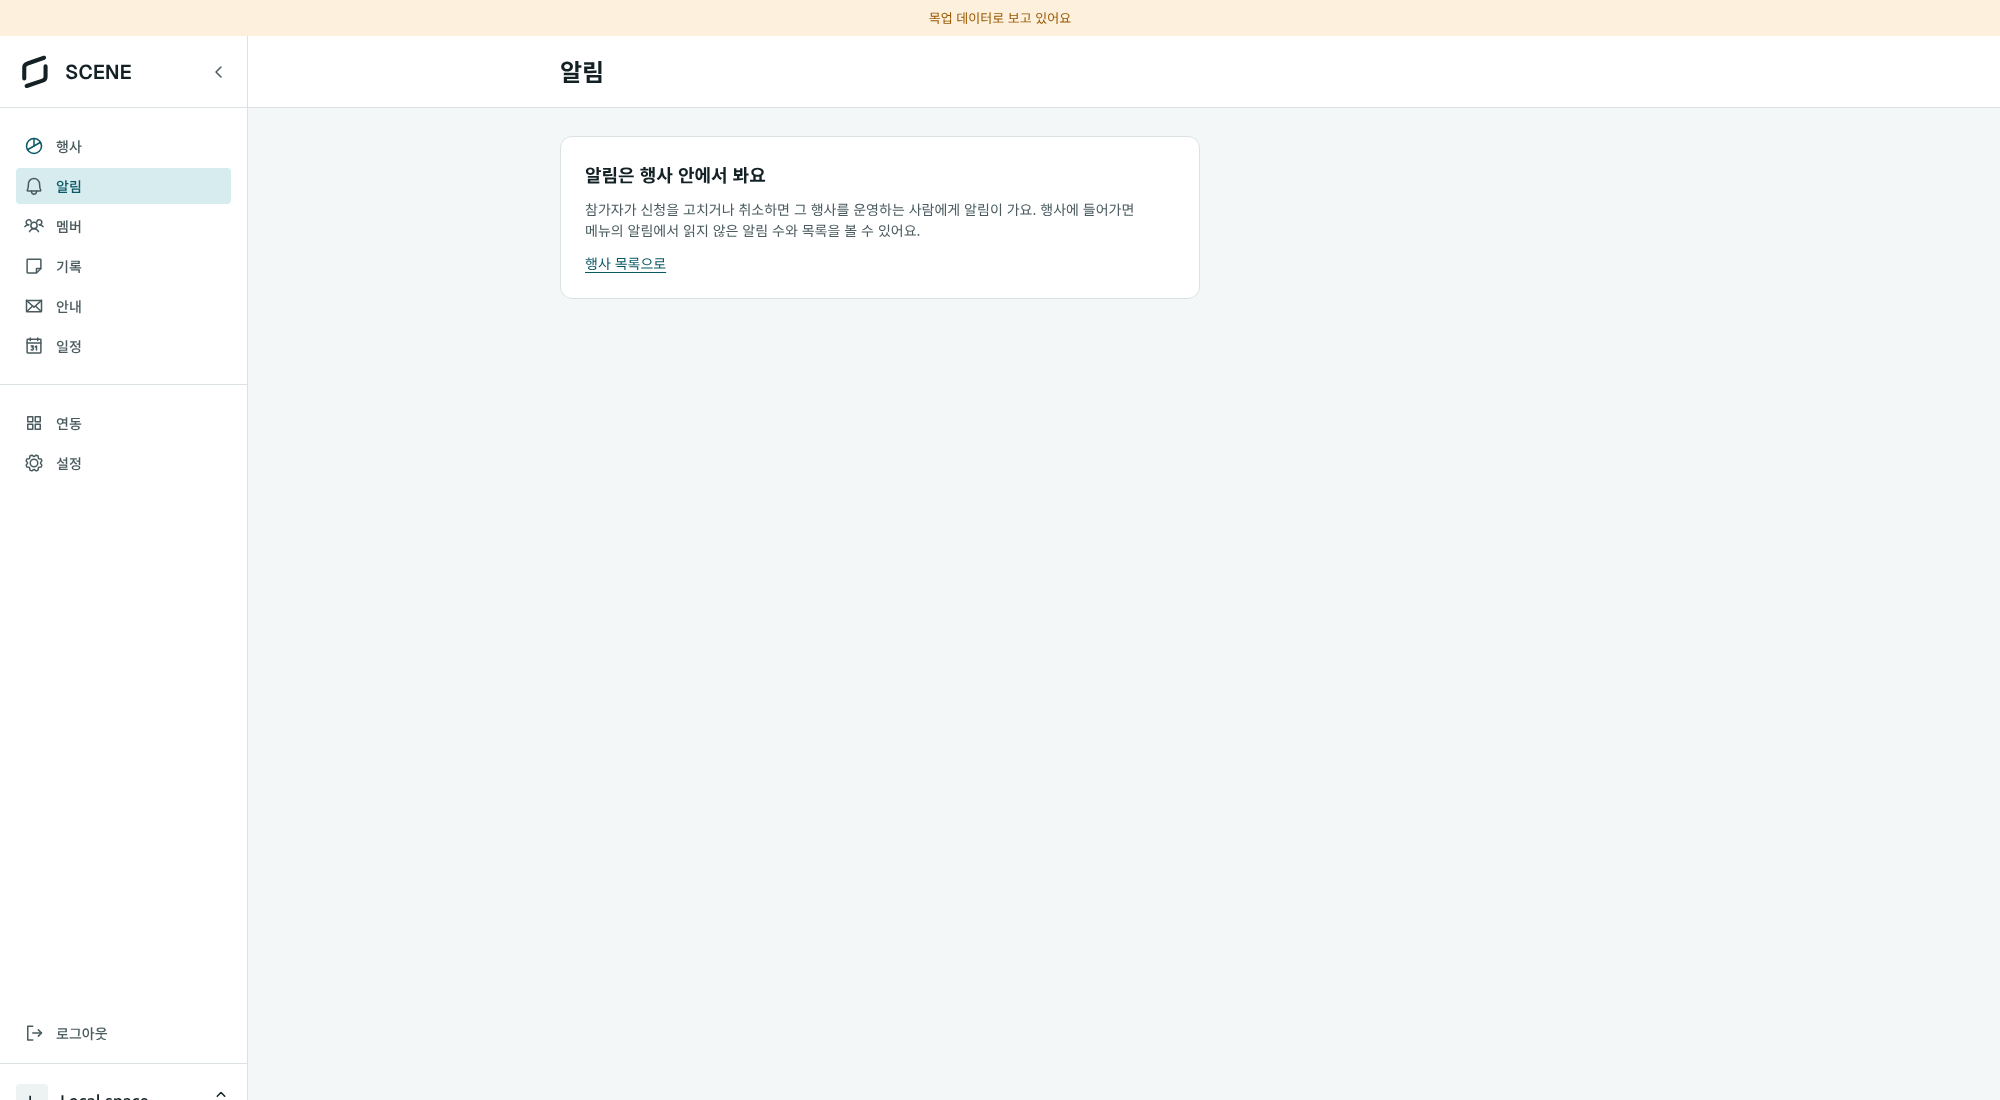 목업 데이터로 보고 있어요
SCENE
알림
행사
알림
멤버
기록
안내
31
일정
연동
설정
알림은 행사 안에서 봐요
참가자가 신청을 고치거나 취소하면 그 행사를 운영하는 사람에게 알림이 가요. 행사에 들어가면
메뉴의 알림에서 읽지 않은 알림 수와 목록을 볼 수 있어요.
행사 목록으로
로그아웃
L
Local space